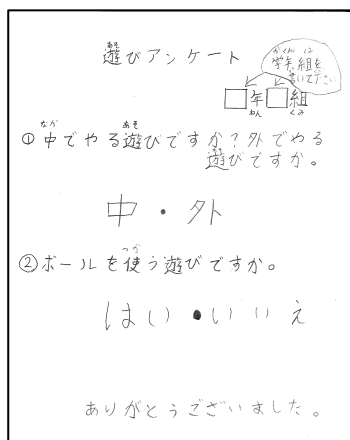 遊びアンケート
学年、組を
書いて下さい
□年□組
①中でやる遊びですか?外でやる
遊びですか。
中・外
②ボールを使う遊びですか。
はい・いいえ
ありがとうございました。